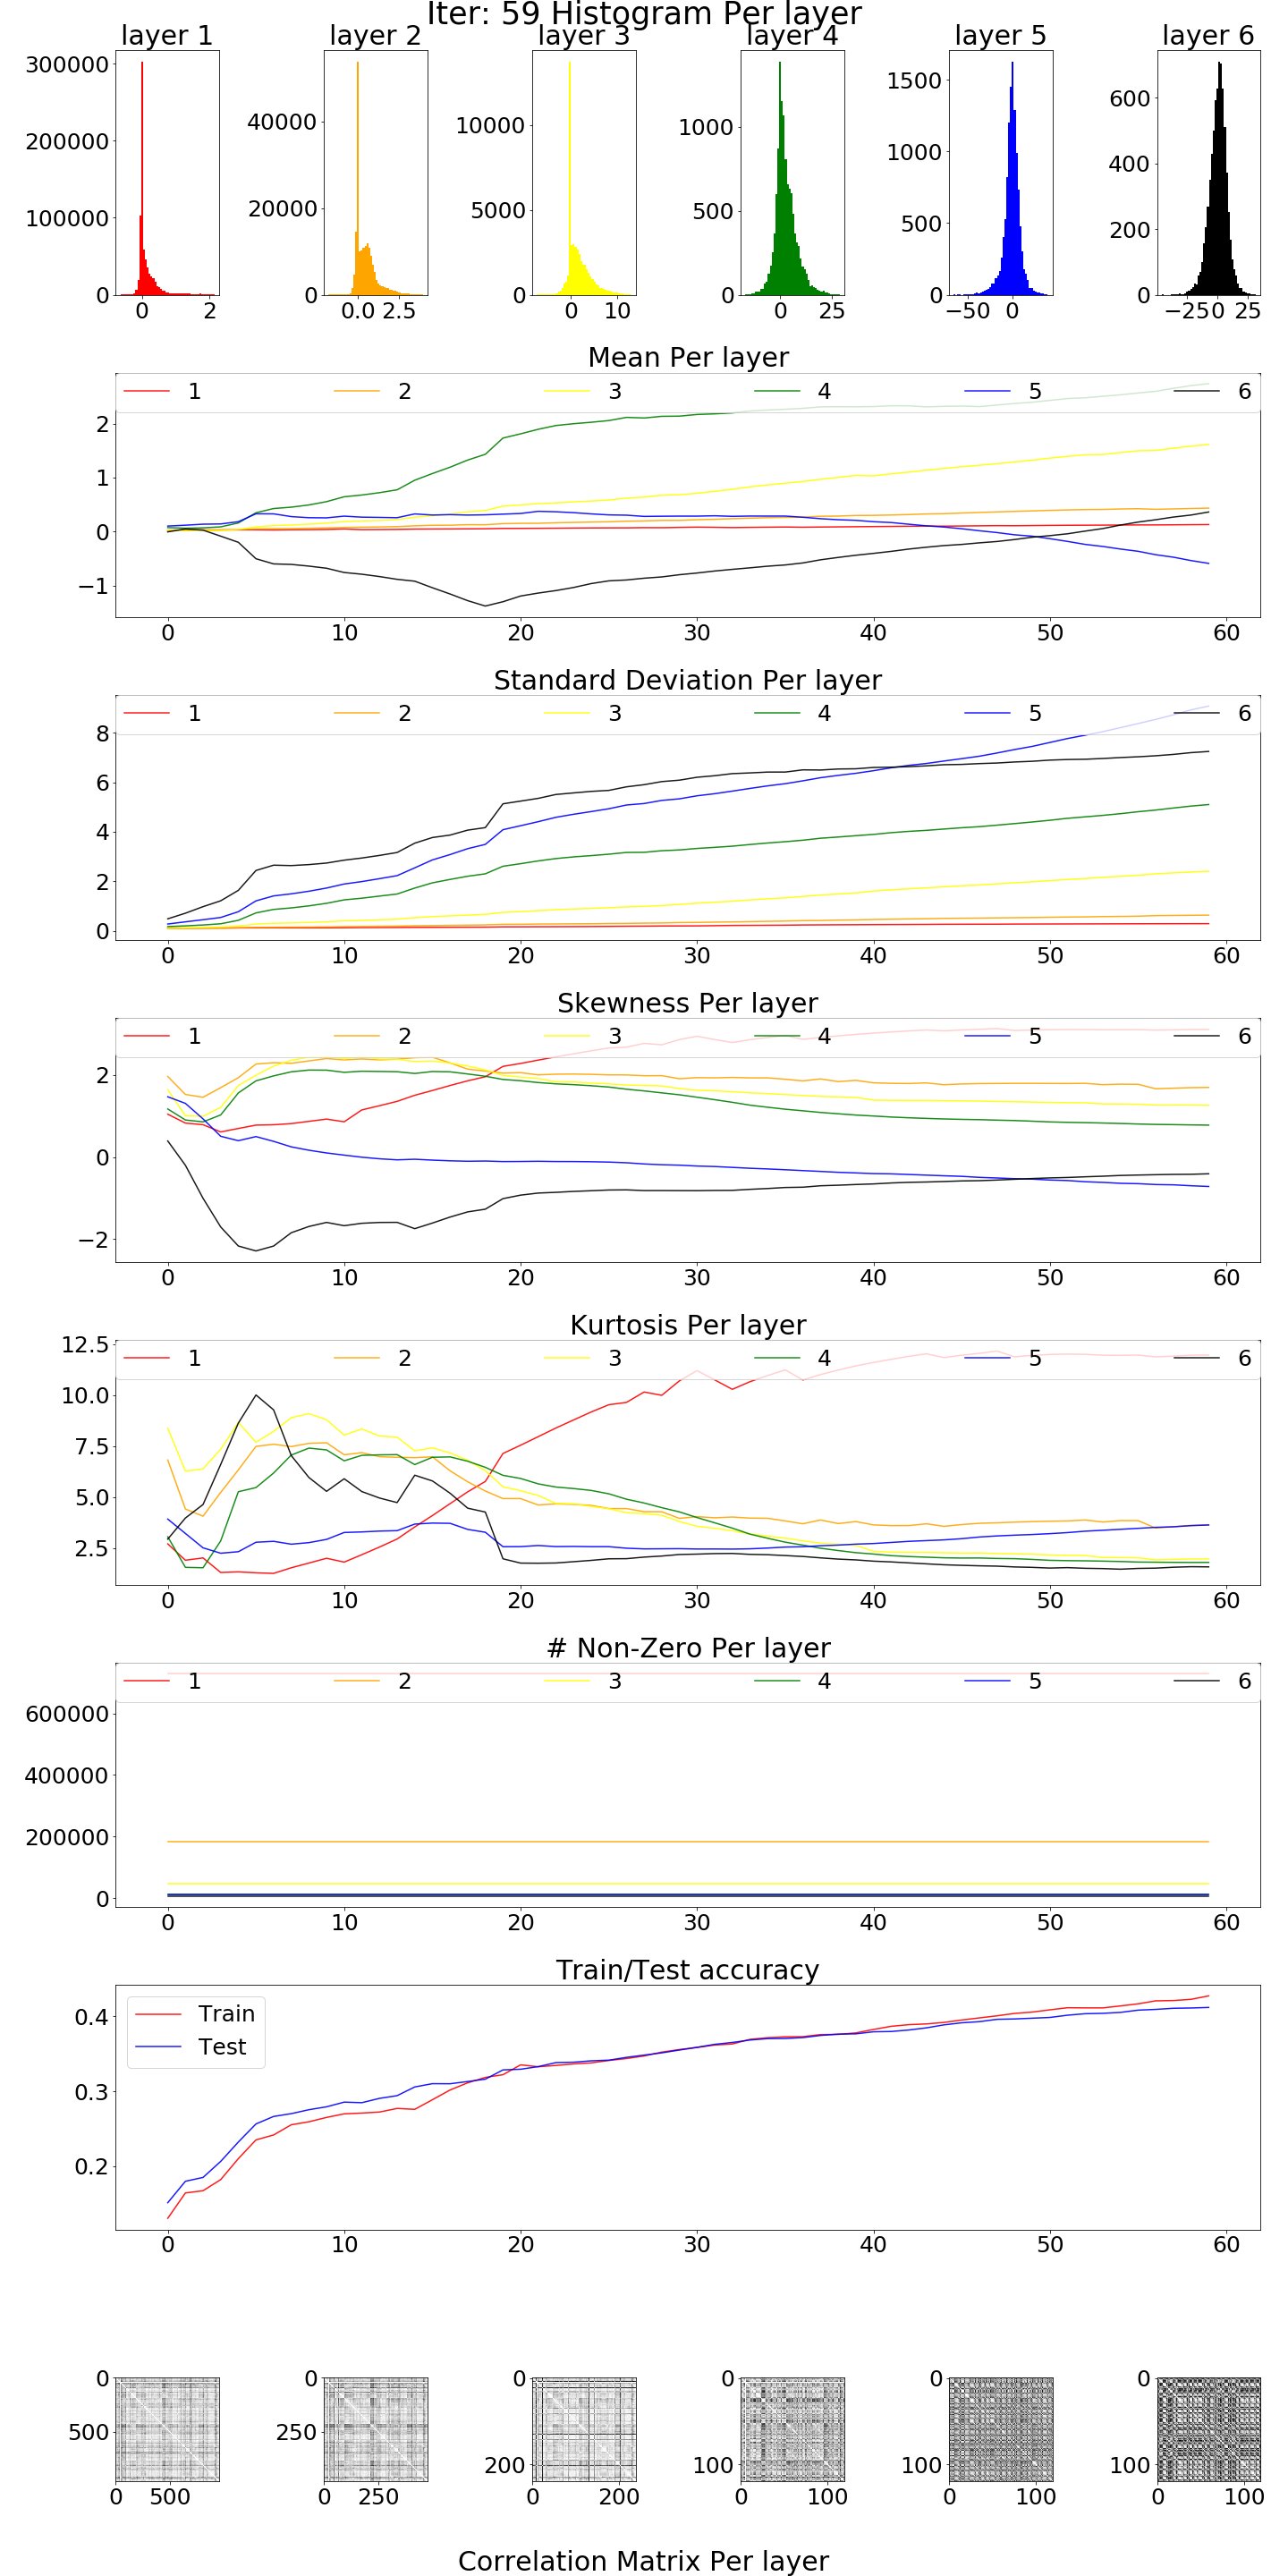 Iter: 59 Histogram Per layer
layer 1 layer 2 layer 3 layer 4 layer 5 layer 6
300000 200000 100000 0
0 2
40000 20000 0
0.0 2.5
10000 5000 0
0 10
1000 500 0
0 25
1500 1000 500 0
−50 0
600 400 200 0
−25 0 25
Mean Per layer
1 2 3 4 5 6
2
1
0
−1
0 10 20 30 40 50 60
Standard Deviation Per layer
1 2 3 4 5 6
8
6
4
2
0
0 10 20 30 40 50 60
Skewness Per layer
1 2 3 4 5 6
2
0
−2
0 10 20 30 40 50 60
Kurtosis Per layer
12.5
1 2 3 4 5 6
10.0
7.5
5.0
2.5
0 10 20 30 40 50 60
# Non-Zero Per layer
1 2 3 4 5 6
600000
400000
200000
0
0 10 20 30 40 50 60
Train/Test accuracy
Train
Test
0.4
0.3
0.2
0 10 20 30 40 50 60
0 500
0 500
0 250
0 250
0 200
0 200
0 100
0 100
0 100
0 100
0 100
0 100
Correlation Matrix Per layer